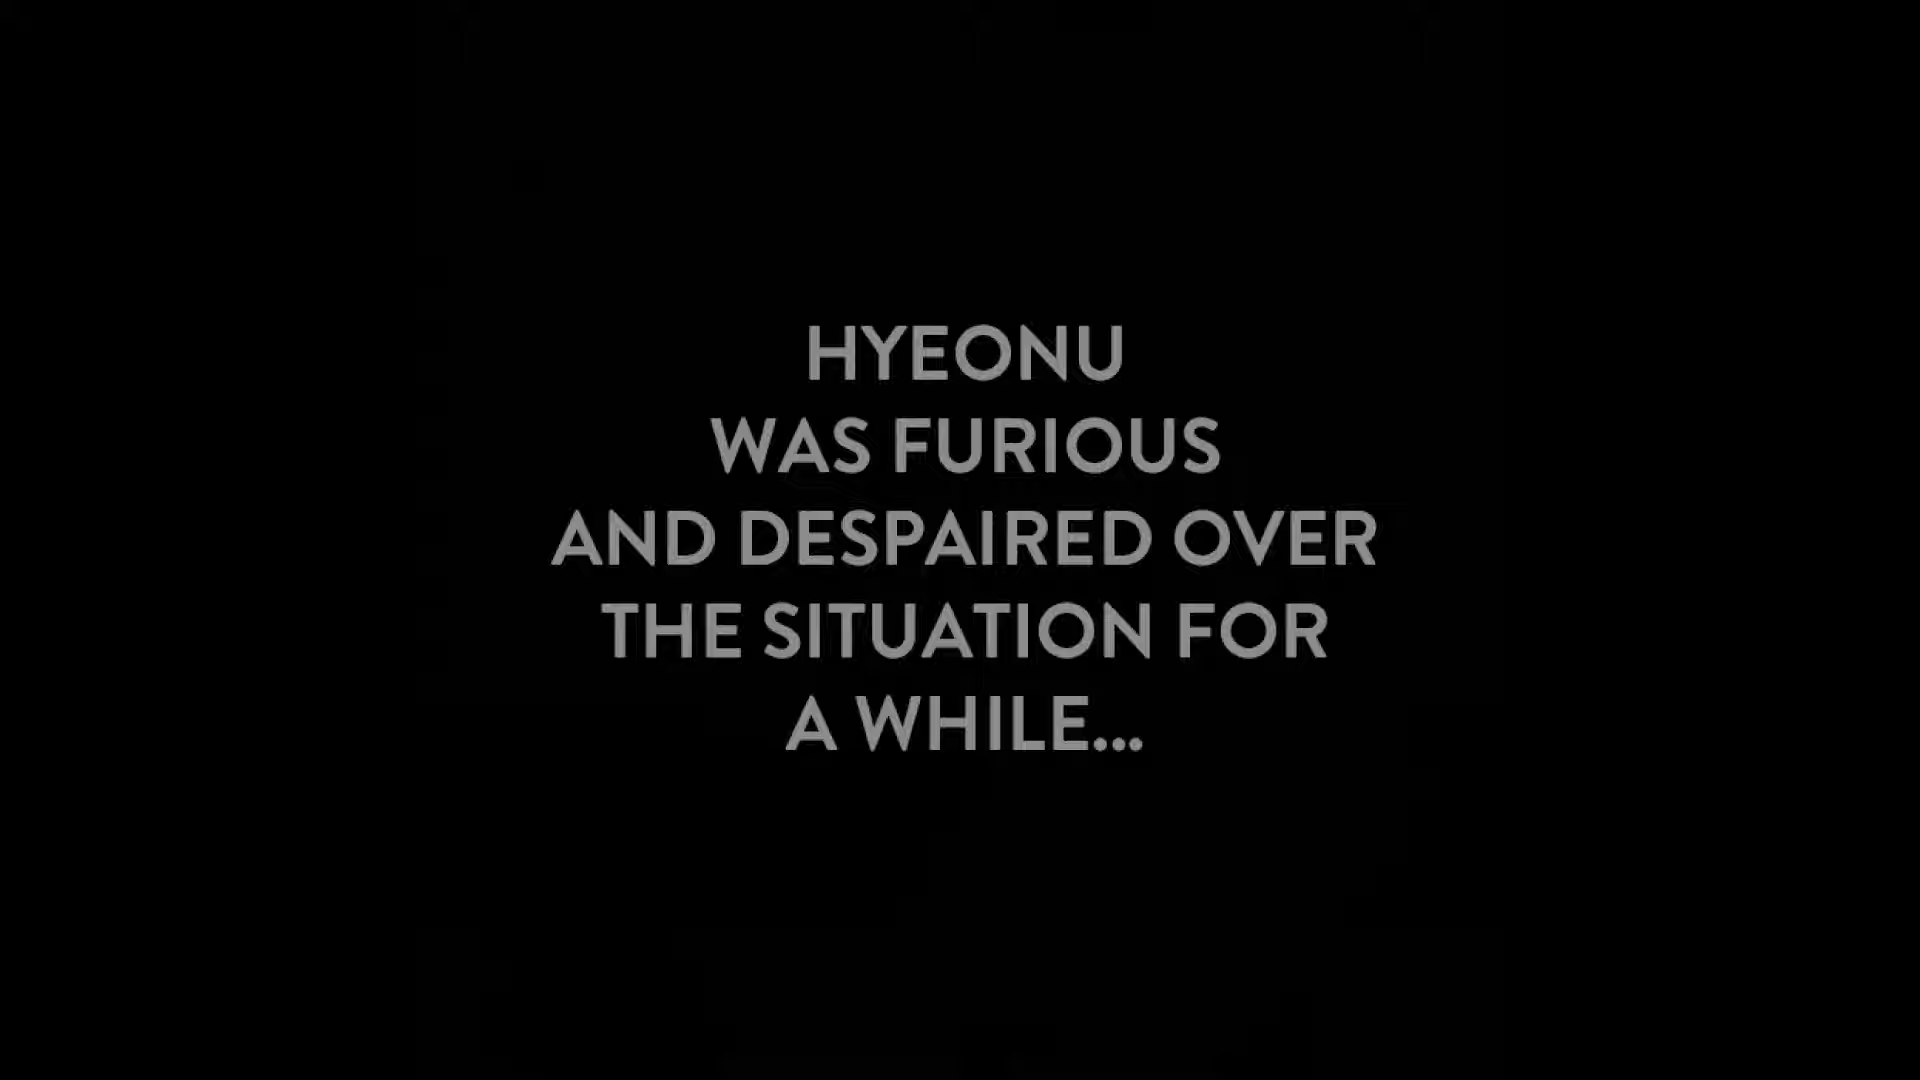 HYEONU
WAS FURIOUS
AND DESPAIRED OVER
THE SITUATION FOR
A WHILE...